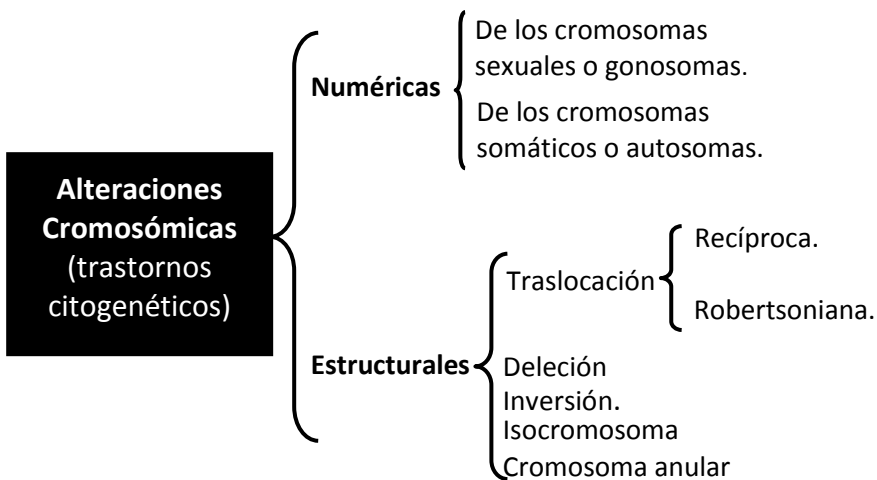 Alteraciones
Cromosómicas
(trastornos
citogenéticos)
Numéricas
De los cromosomas
sexuales o gonosomas.
De los cromosomas
somáticos o autosomas.
Estructurales
Traslocación
Recíproca.
Robertsoniana.
Deleción
Inversión.
Isocromosoma
Cromosoma anular